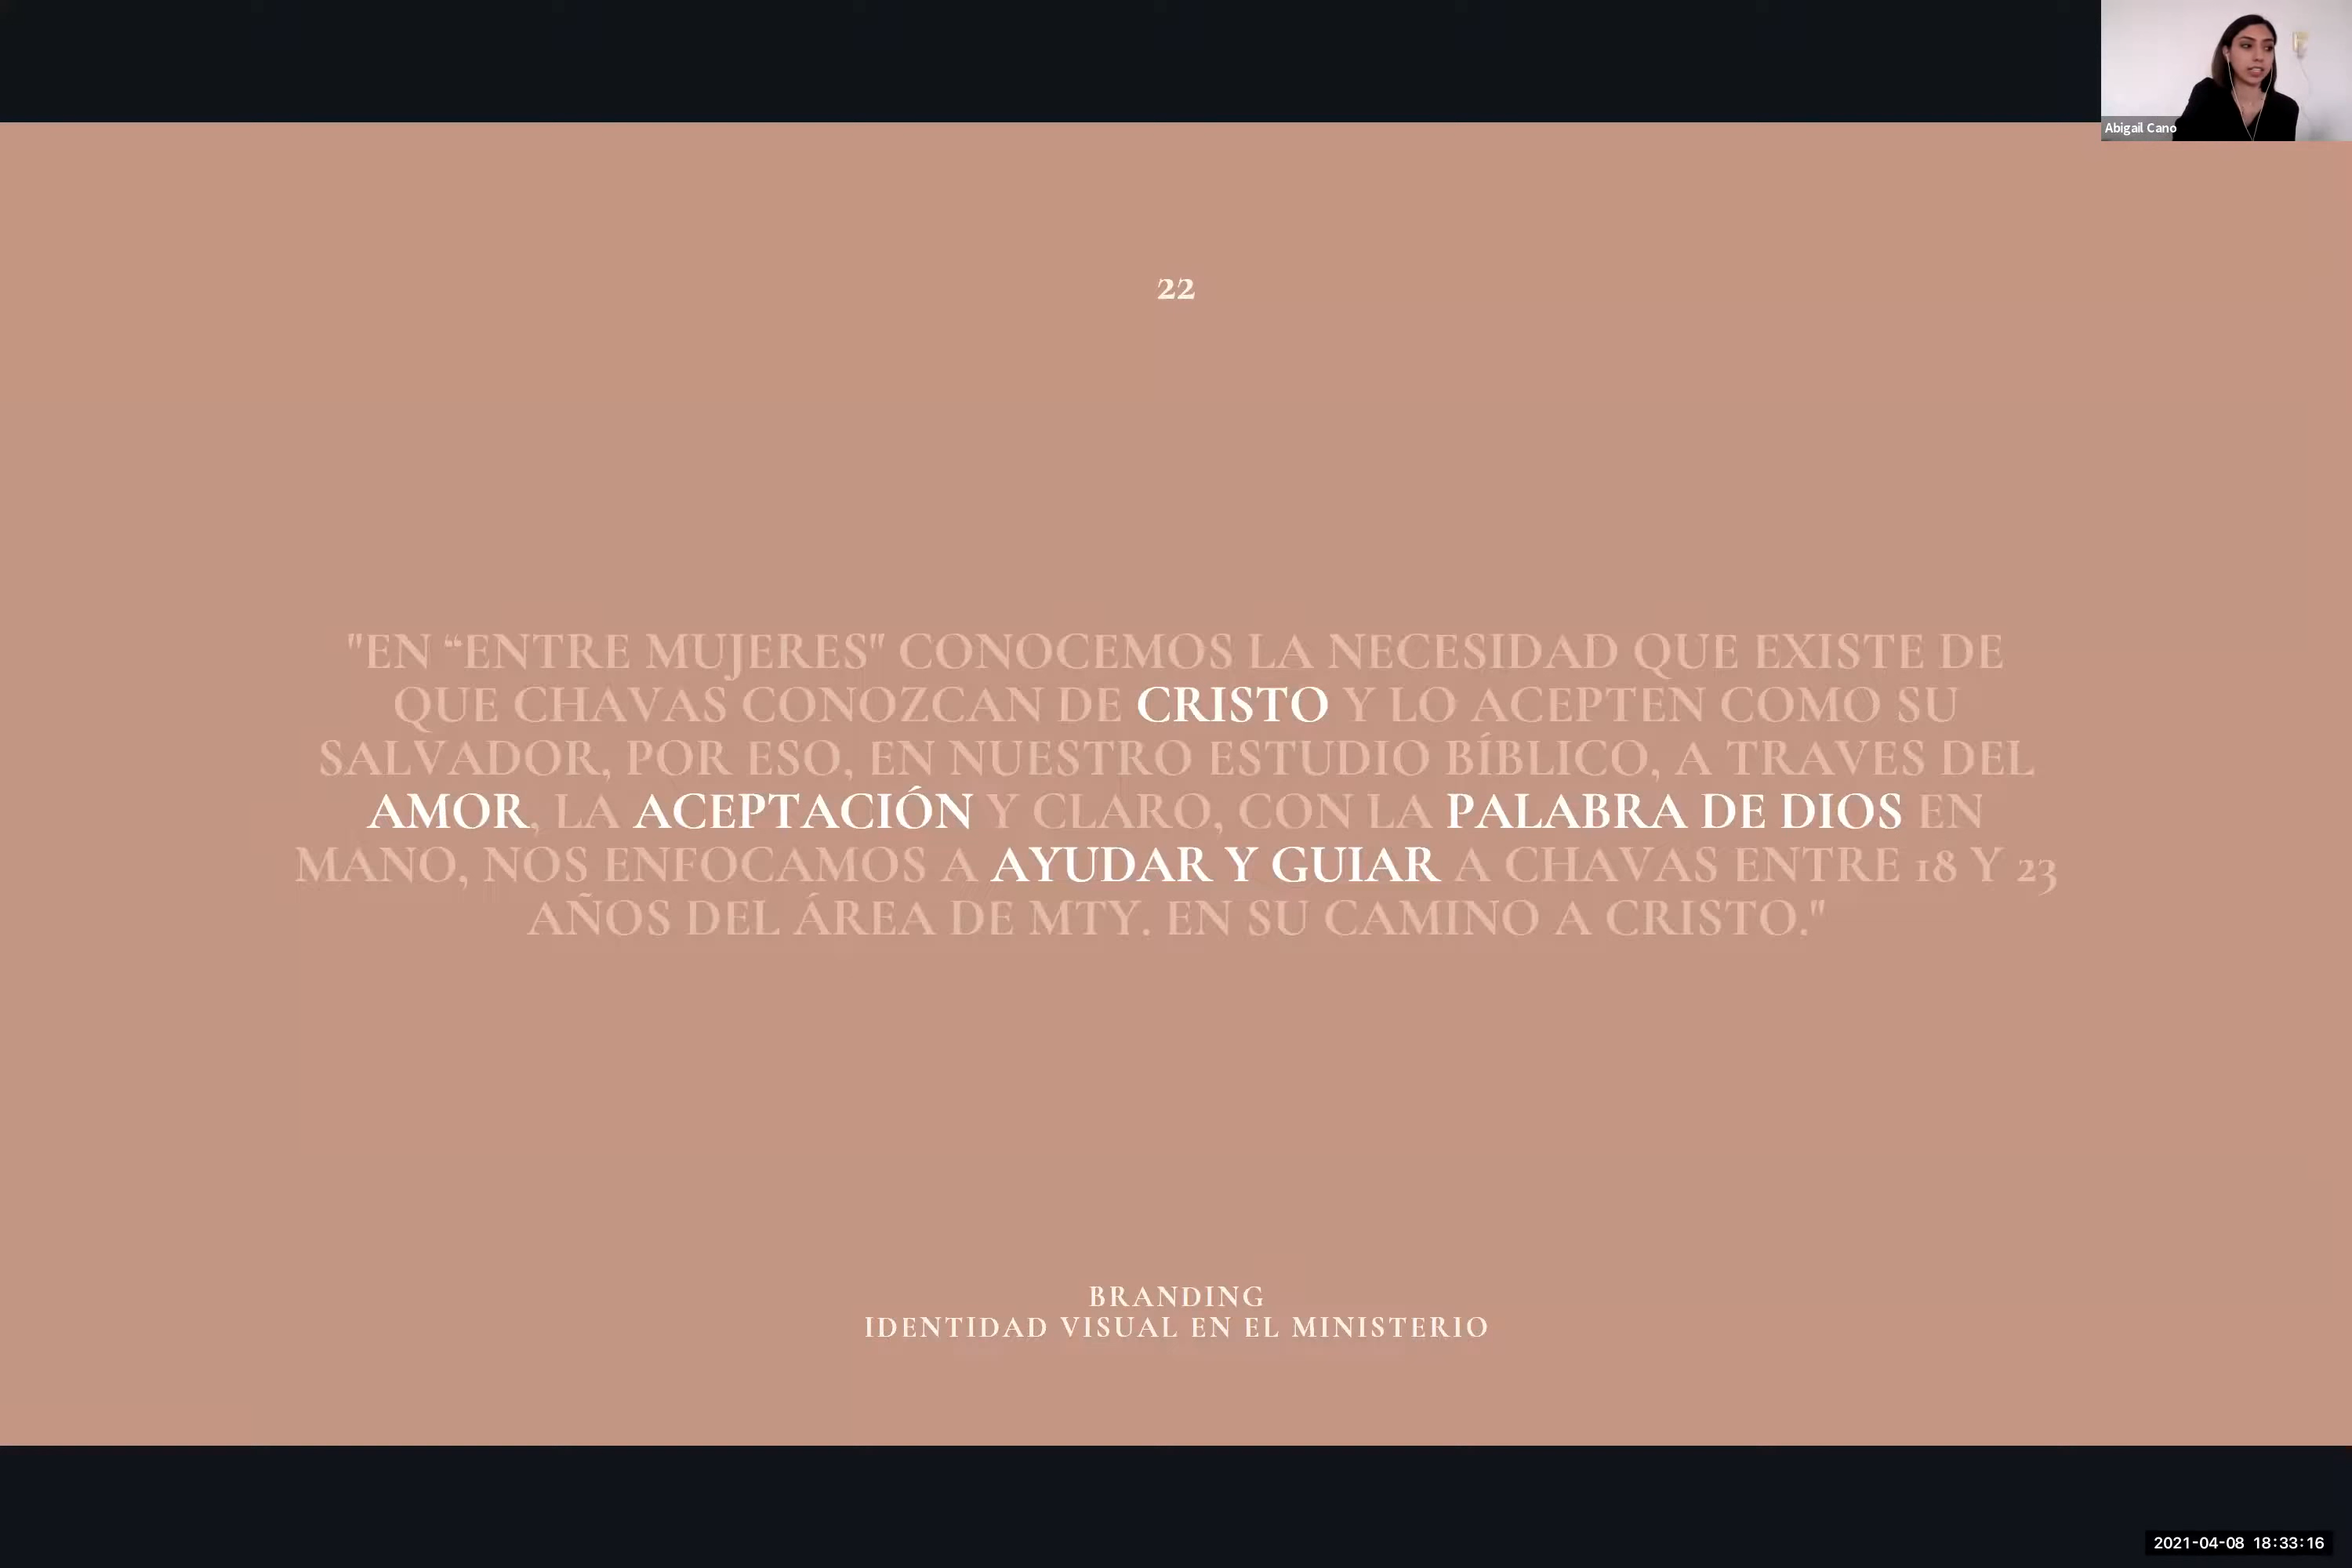 Abigail Cano
22
"EN “ENTRE MUJERES" CONOCEMOS LA NECESIDAD QUE EXISTE DE
QUE CHAVAS CONOZCAN DE CRISTO Y LO ACEPTEN COMO SU
SALVADOR, POR ESO, EN NUESTRO ESTUDIO BÍBLICO, A TRAVES DEL
AMOR, LA ACEPTACIÓN Y CLARO, CON LA PALABRA DE DIOS EN
MANO, NOS ENFOCAMOS A AYUDAR Y GUIAR A CHAVAS ENTRE 18 Y 23
AÑOS DEL ÁREA DE MTY. EN SU CAMINO A CRISTO."
BRANDING
IDENTIDAD VISUAL EN EL MINISTERIO
2021-04-08 18:33:16